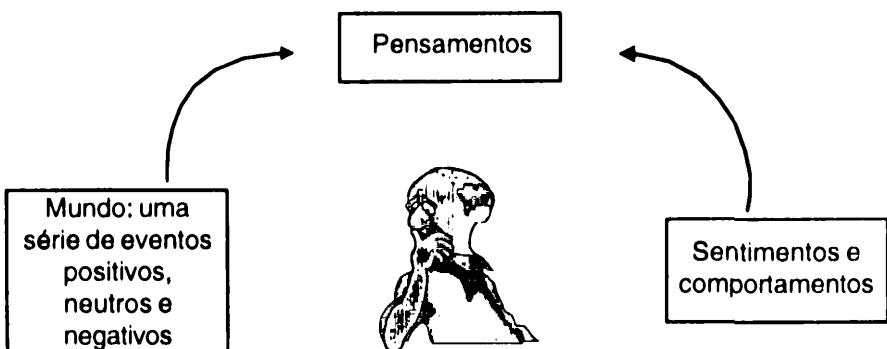 Pensamentos
Mundo: uma
série de eventos
positivos,
neutros e
negativos
Sentimentos e
comportamentos